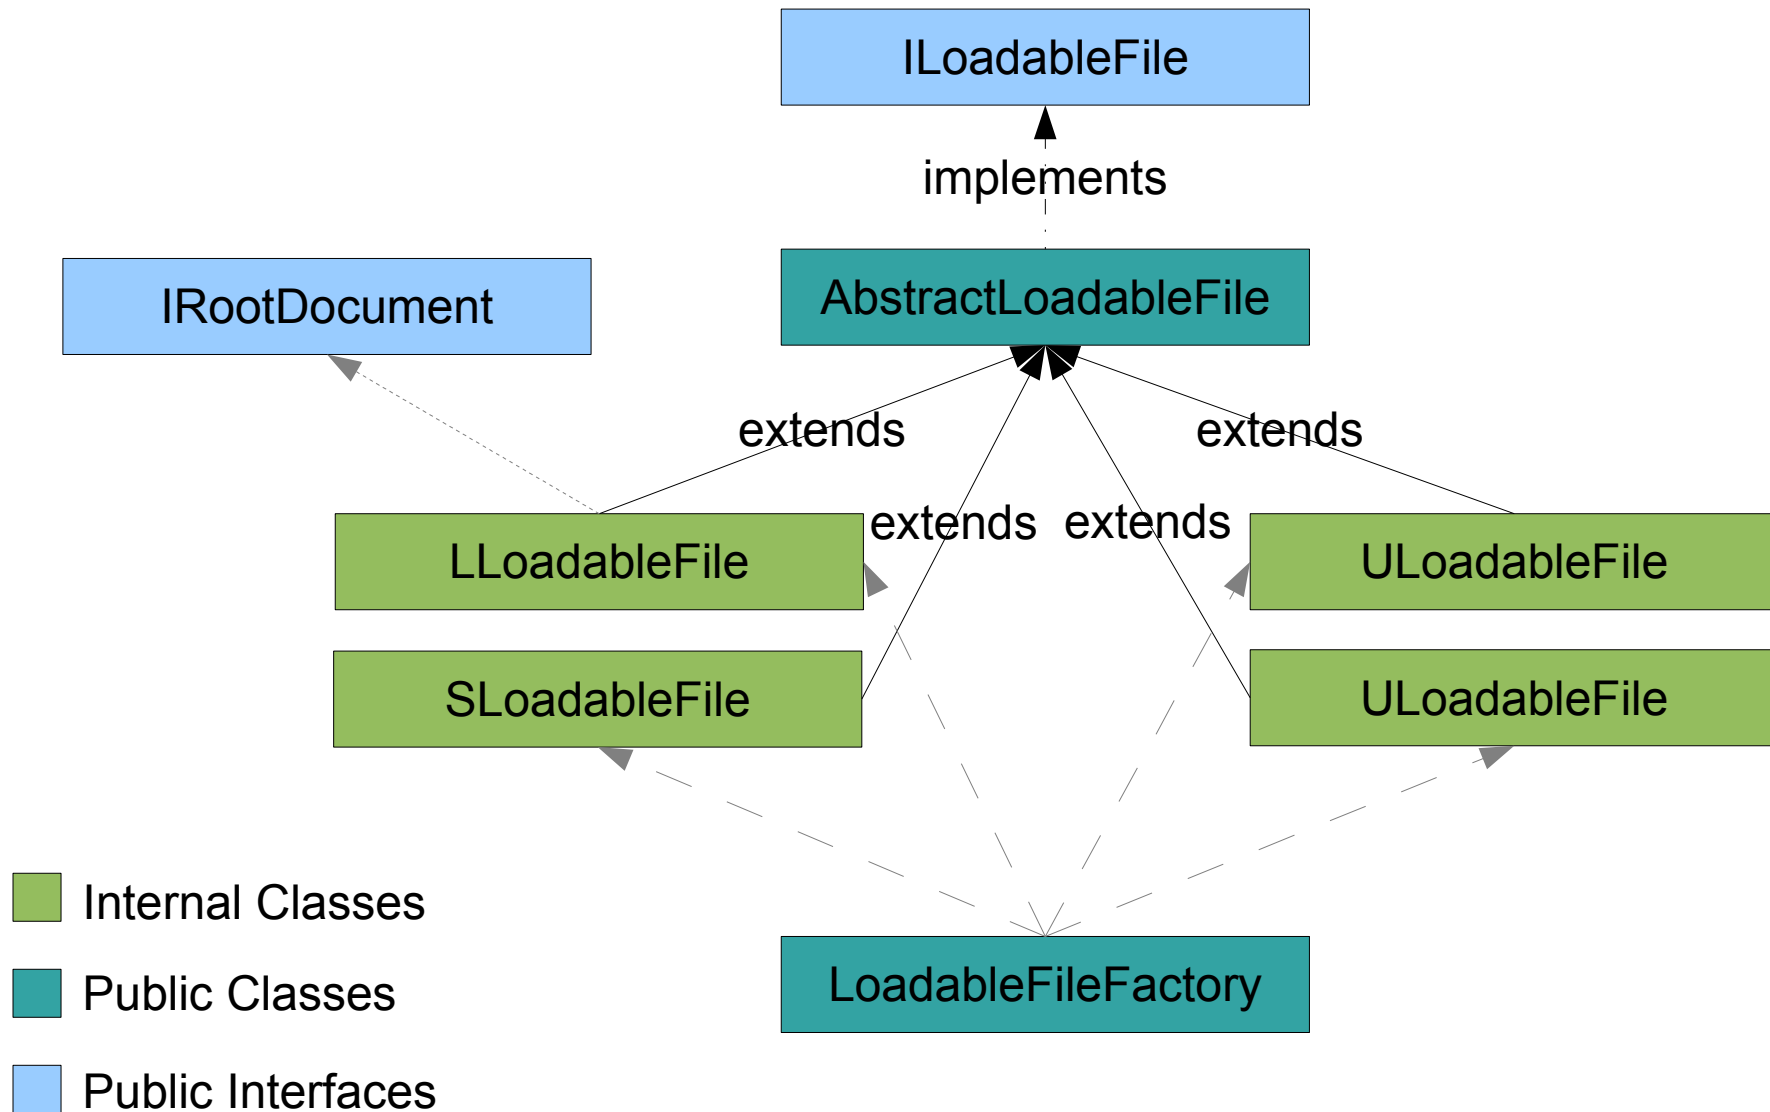 ILoadableFile
implements
IRootDocument
AbstractLoadableFile
extends
extends
extends
extends
LLoadableFile
ULoadableFile
SLoadableFile
ULoadableFile
Internal Classes
Public Classes
LoadableFileFactory
Public Interfaces